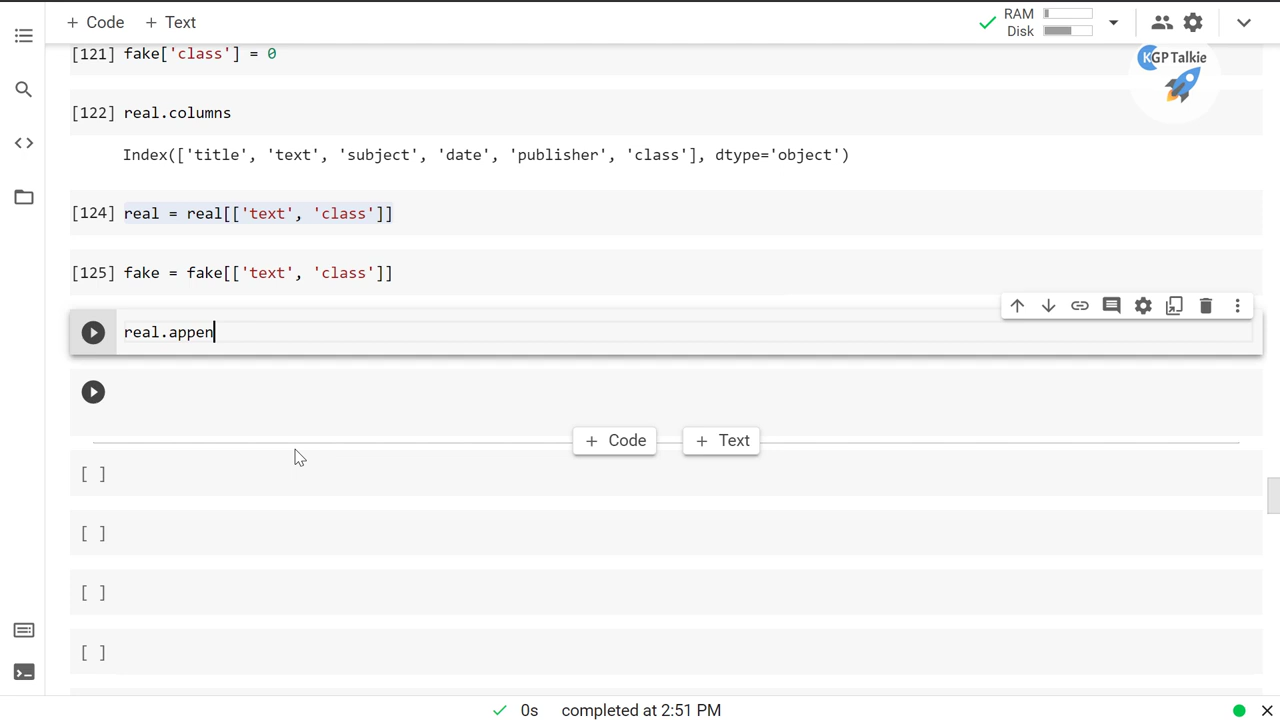 + Code + Text
RAM
Disk
KGPTalkie
[121] fake['class'] = 0
[122] real.columns
Index(['title', 'text', 'subject', 'date', 'publisher', 'class'], dtype='object')
[124] real = real[['text', 'class']]
[125] fake = fake[['text', 'class']]
real.appen
+ Code + Text
[ ]
[ ]
[ ]
[ ]
0s completed at 2:51 PM